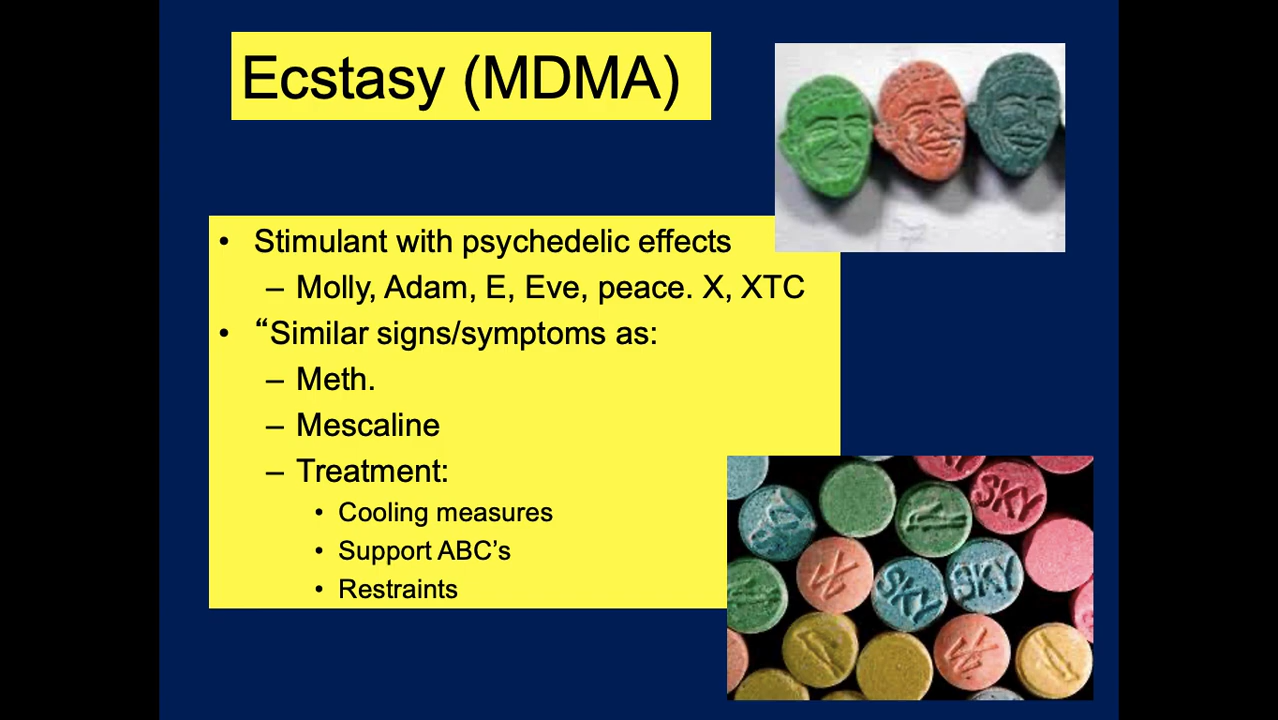 Ecstasy (MDMA)
• Stimulant with psychedelic effects
– Molly, Adam, E, Eve, peace. X, XTC
• “Similar signs/symptoms as:
– Meth.
– Mescaline
– Treatment:
• Cooling measures
• Support ABC’s
• Restraints
SKY
SKY
SKY